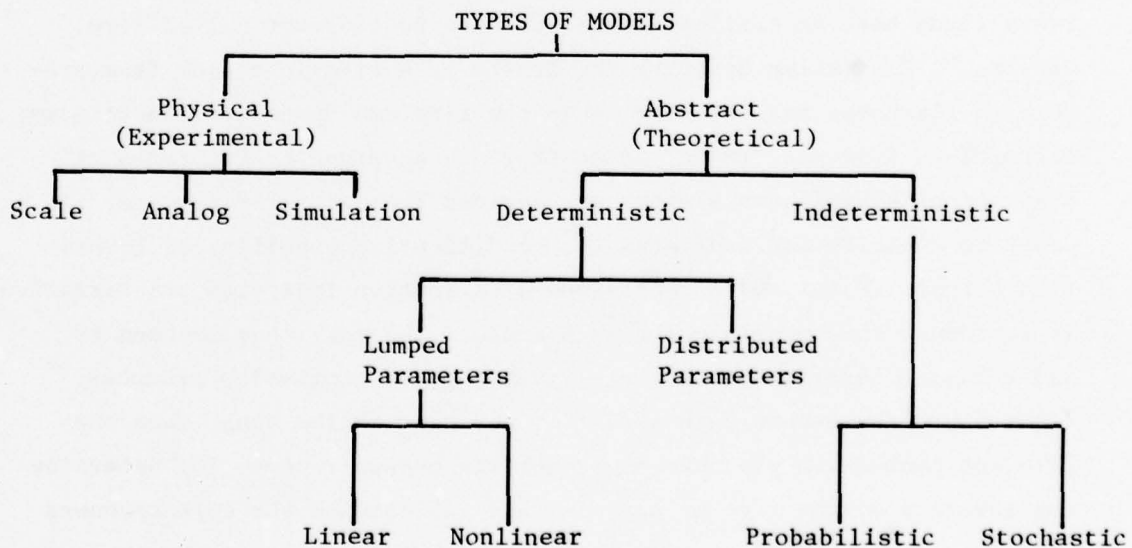 TYPES OF MODELS
Physical
(Experimental)
Abstract
(Theoretical)
Scale Analog Simulation Deterministic Indeterministic
Lumped
Parameters
Distributed
Parameters
Linear Nonlinear Probabilistic Stochastic